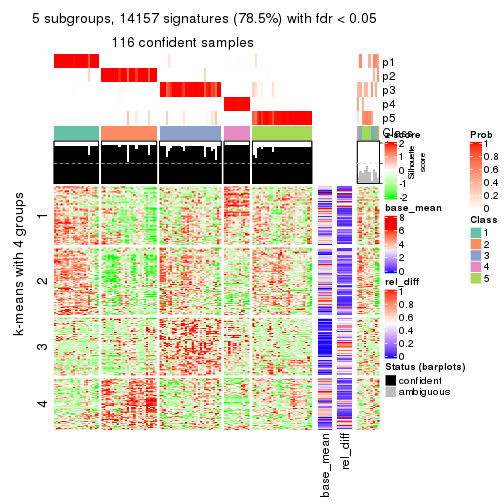 5 subgroups, 14157 signatures (78.5%) with fdr < 0.05
116 confident samples
p1
p2
p3
p4
p5
Class
k-means with 4 groups
1
2
3
4
base_mean
rel_diff
z-score
2
1
0
-1
-2
Silhouette
score
base_mean
8
6
4
2
0
rel_diff
1
0.8
0.6
0.4
0.2
0
Status (barplots)
confident
ambiguous
Prob
1
0.8
0.6
0.4
0.2
0
Class
1
2
3
4
5